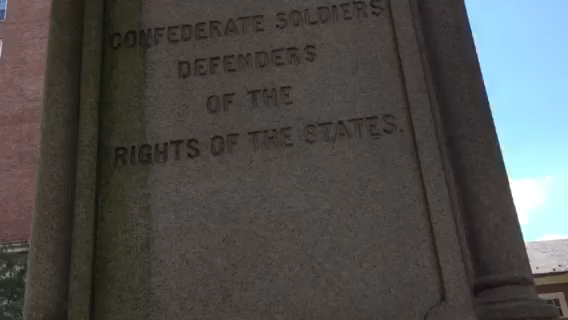 CONFEDERATE SOLDIERS
DEFENDERS
OF THE
RIGHTS OF THE STATES.